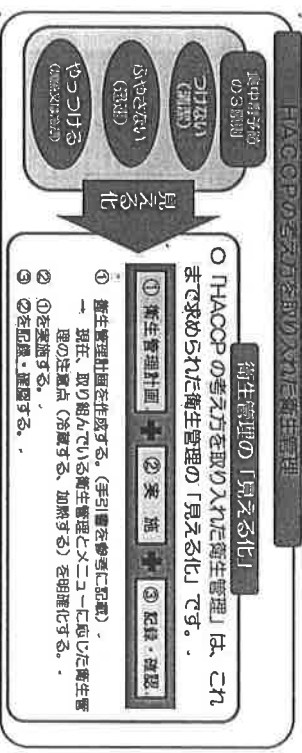 HACCPの考え方を取り入れた衛生管理
食中毒予防
の3原則
つけない
ふやさない
やっつける
見える化
衛生管理の「見える化」
○ 「HACCPの考え方を取り入れた衛生管理」は、これ
まで求められた衛生管理の「見える化」です。
① 衛生管理計画 + ② 実 施 + ③ 記録・確認
① 衛生管理計画を作成する。（手引書を参考に記載）
→ 現在、取り組んでいる衛生管理とメニューに応じた衛生管
理の注意点（冷蔵する、加熱する）を明確化する。
② ①を実施する。
③ ②を記録・確認する。